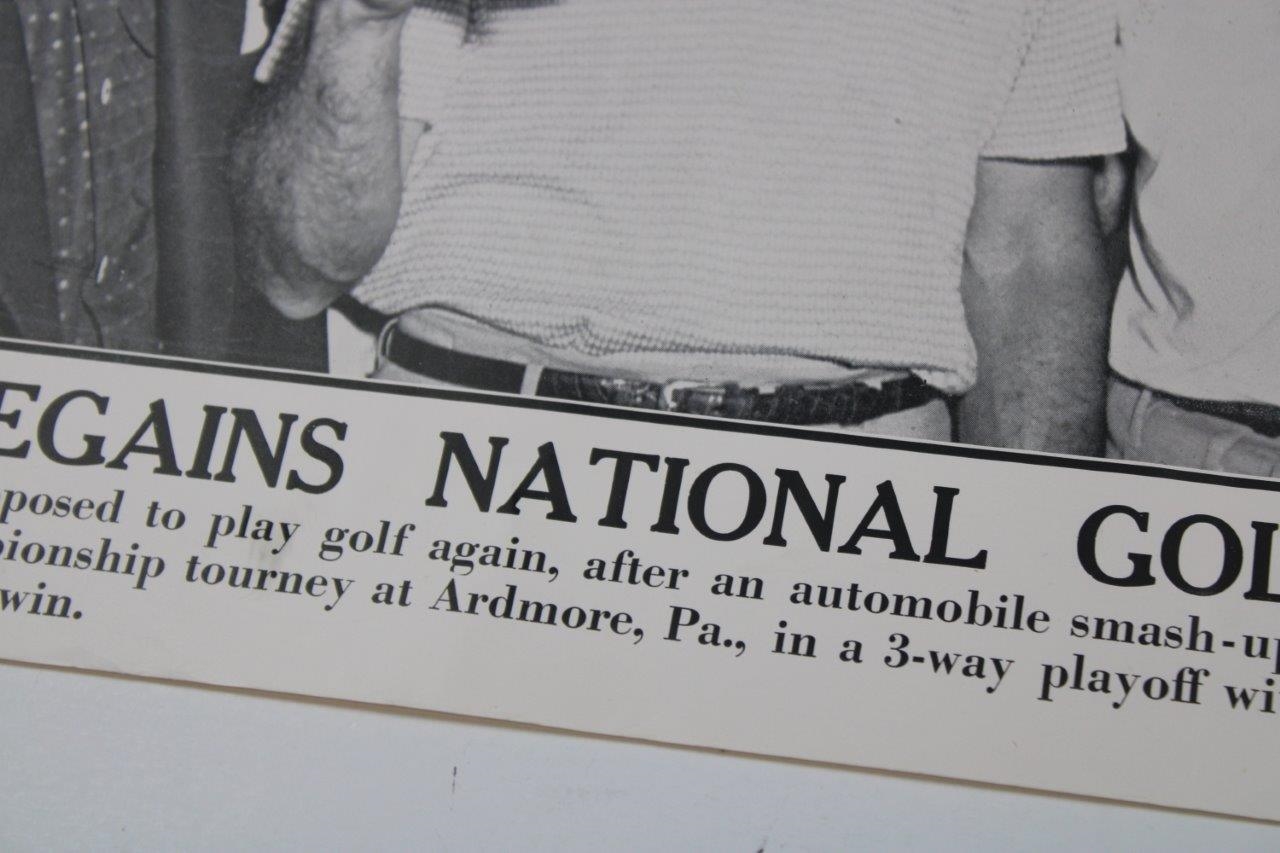 EGAINS NATIONAL GOL
pposed to play golf again, after an automobile smash-up
pionship tourney at Ardmore, Pa., in a 3-way playoff wi
win.